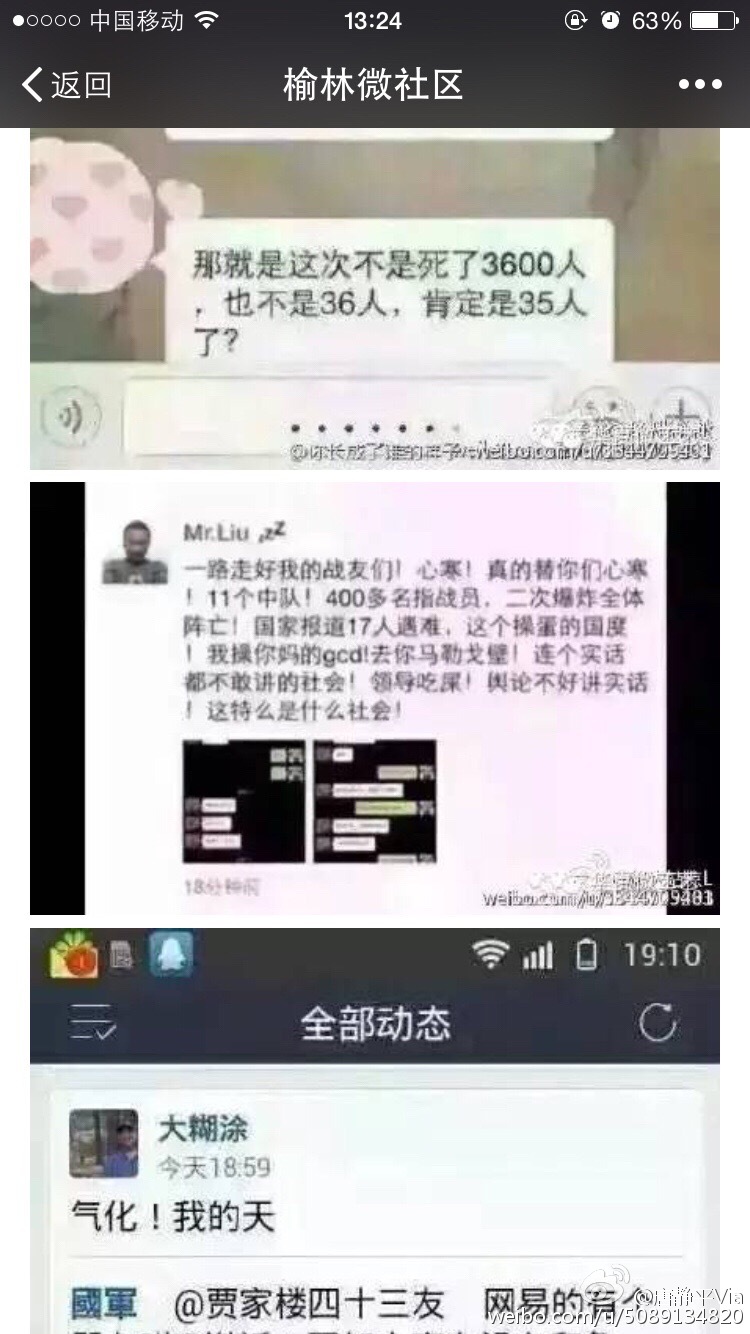 中国移动 13:24 63%
返回 榆林微社区
那就是这次不是死了3600人
，也不是36人，肯定是35人
了？
Mr.Liu
一路走好我的战友们！心寒！真的替你们心寒
！11个中队！400多名指战员，二次爆炸全体
阵亡！国家报道17人遇难，这个操蛋的国度
！我操你妈的gcd!去你马勒戈壁！连个实话
都不敢讲的社会！领导吃屎！舆论不好讲实话
！这特么是什么社会！
18分钟前
19:10
全部动态
大糊涂
今天18:59
气化！我的天
國軍 @贾家楼四十三友 网易的有个
weibo.com/u/5089134820